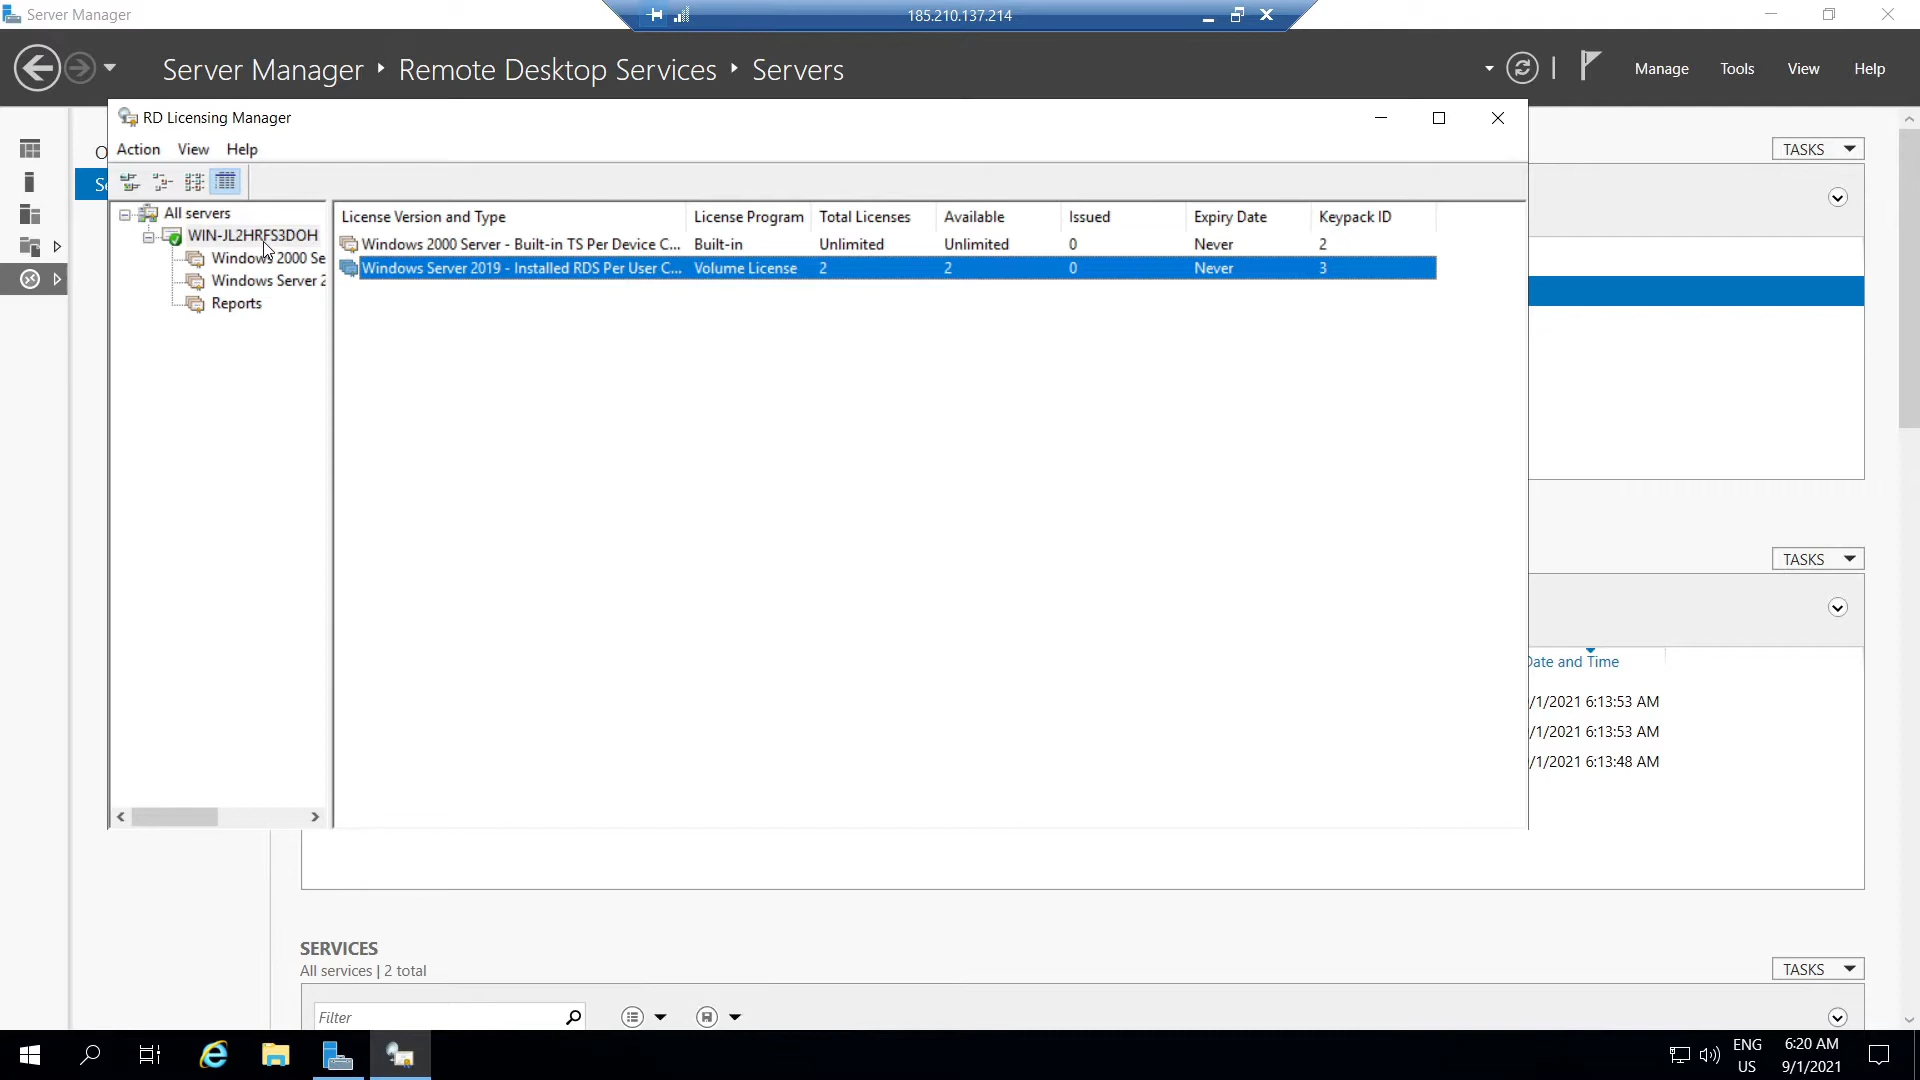 Server Manager
185.210.137.214
Server Manager Remote Desktop Services Servers
Manage Tools View Help
RD Licensing Manager
TASKS
Action View Help
All servers
WIN-JL2HRFS3DOH
Windows 2000 Se
Windows Server 2
Reports
License Version and Type License Program Total Licenses Available Issued Expiry Date Keypack ID
Windows 2000 Server - Built-in TS Per Device C... Built-in Unlimited Unlimited 0 Never 2
Windows Server 2019 - Installed RDS Per User C... Volume License 2 2 0 Never 3
TASKS
Date and Time
/1/2021 6:13:53 AM
/1/2021 6:13:53 AM
/1/2021 6:13:48 AM
SERVICES
All services | 2 total
TASKS
Filter
ENG
US
6:20 AM
9/1/2021